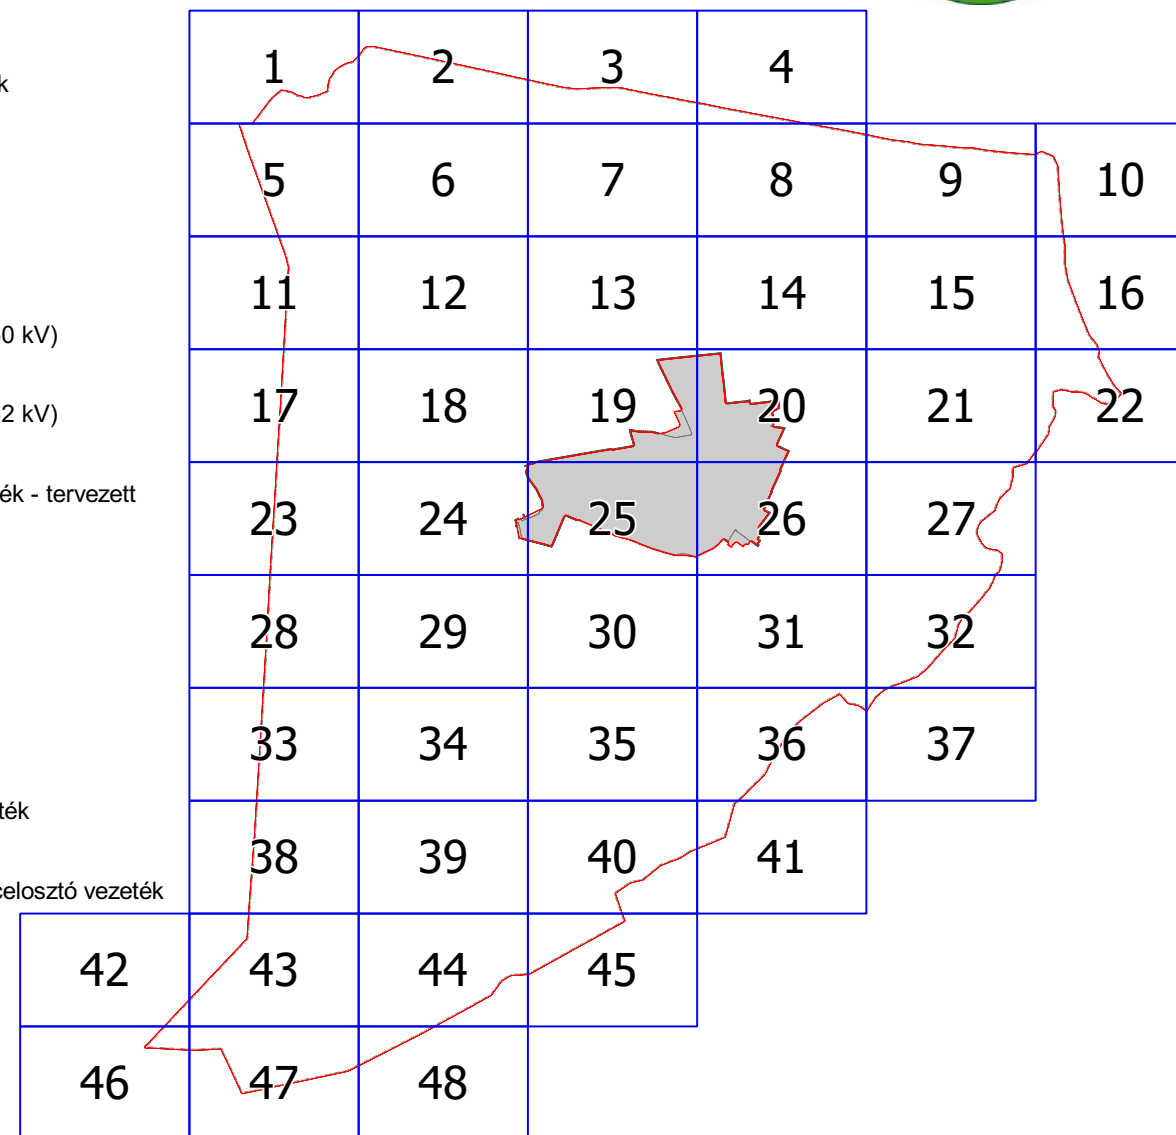 1 2 3 4
k
5 6 7 8 9 10
11 12 13 14 15 16
0 kV)
17 18 19 20 21 22
2 kV)
ék - tervezett
23 24 25 26 27
28 29 30 31 32
33 34 35 36 37
ték
38 39 40 41
celosztó vezeték
42 43 44 45
46 47 48